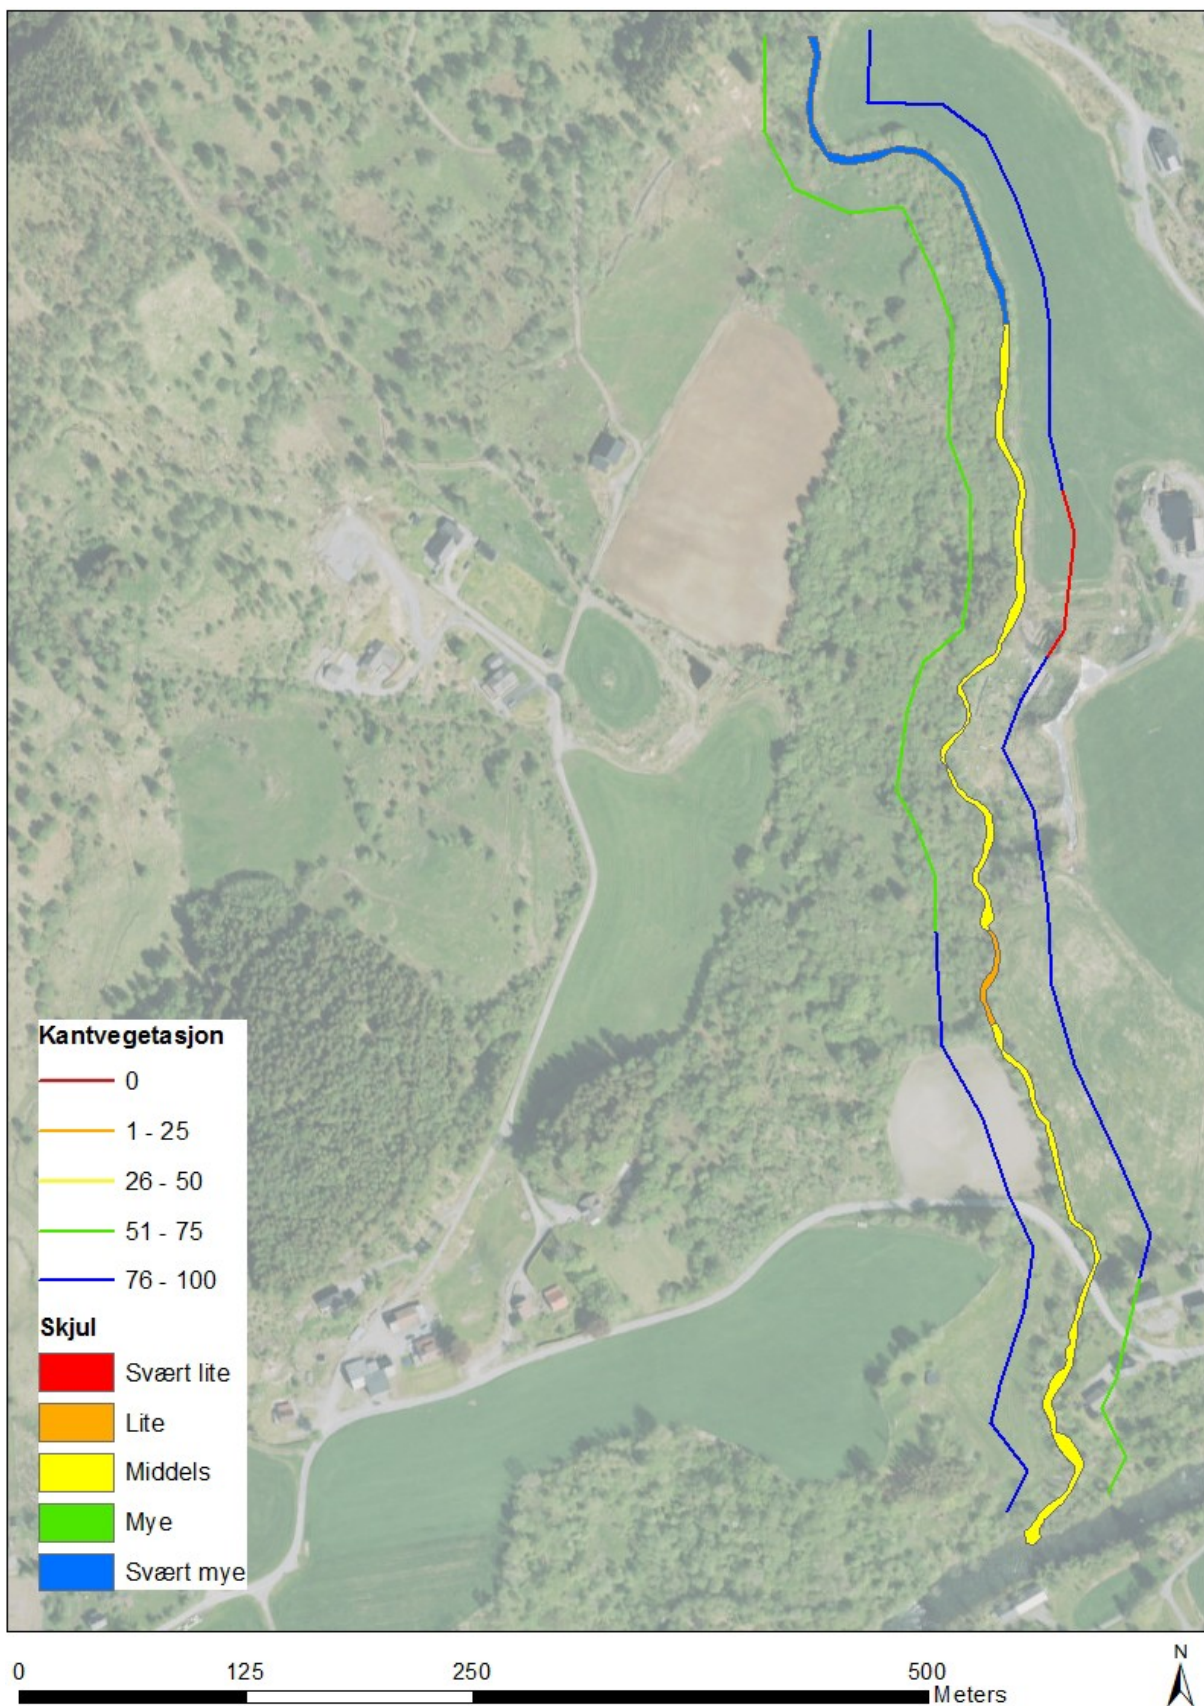 Kantvegetasjon
0
1 - 25
26 - 50
51 - 75
76 - 100
Skjul
Svært lite
Lite
Middels
Mye
Svært mye
0 125 250 500
Meters
N